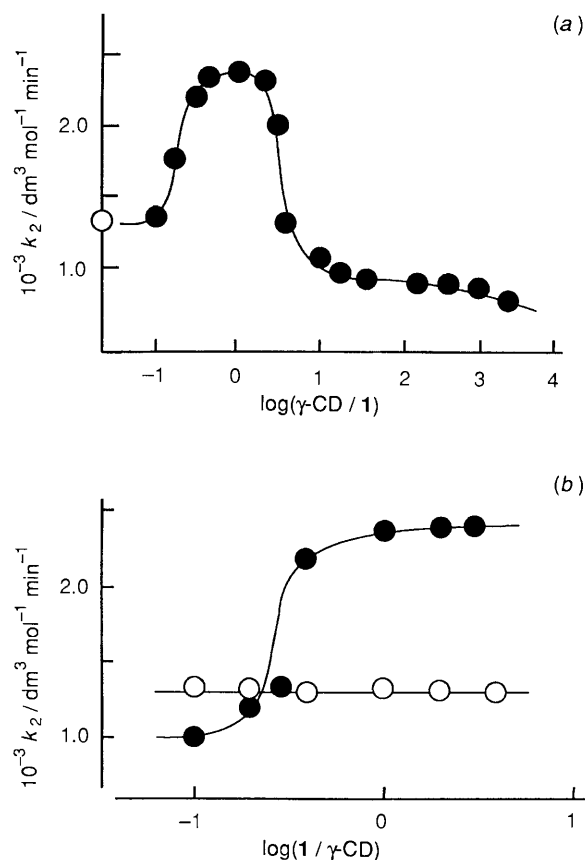 (a)
10⁻³ k₂ / dm³ mol⁻¹ min⁻¹
2.0
1.0
–1 0 1 2 3 4
log(γ-CD / 1)
(b)
10⁻³ k₂ / dm³ mol⁻¹ min⁻¹
2.0
1.0
–1 0 1
log(1 / γ-CD)